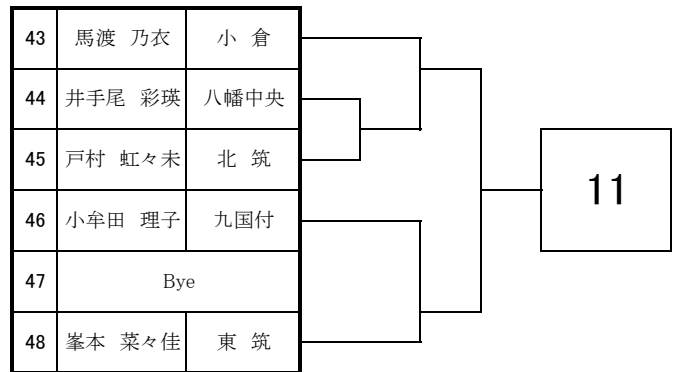 43 馬渡 乃衣 小 倉
44 井手尾 彩瑛 八幡中央
45 戸村 虹々未 北 筑
46 小牟田 理子 九国付
47 Bye
48 峯本 菜々佳 東 筑
11